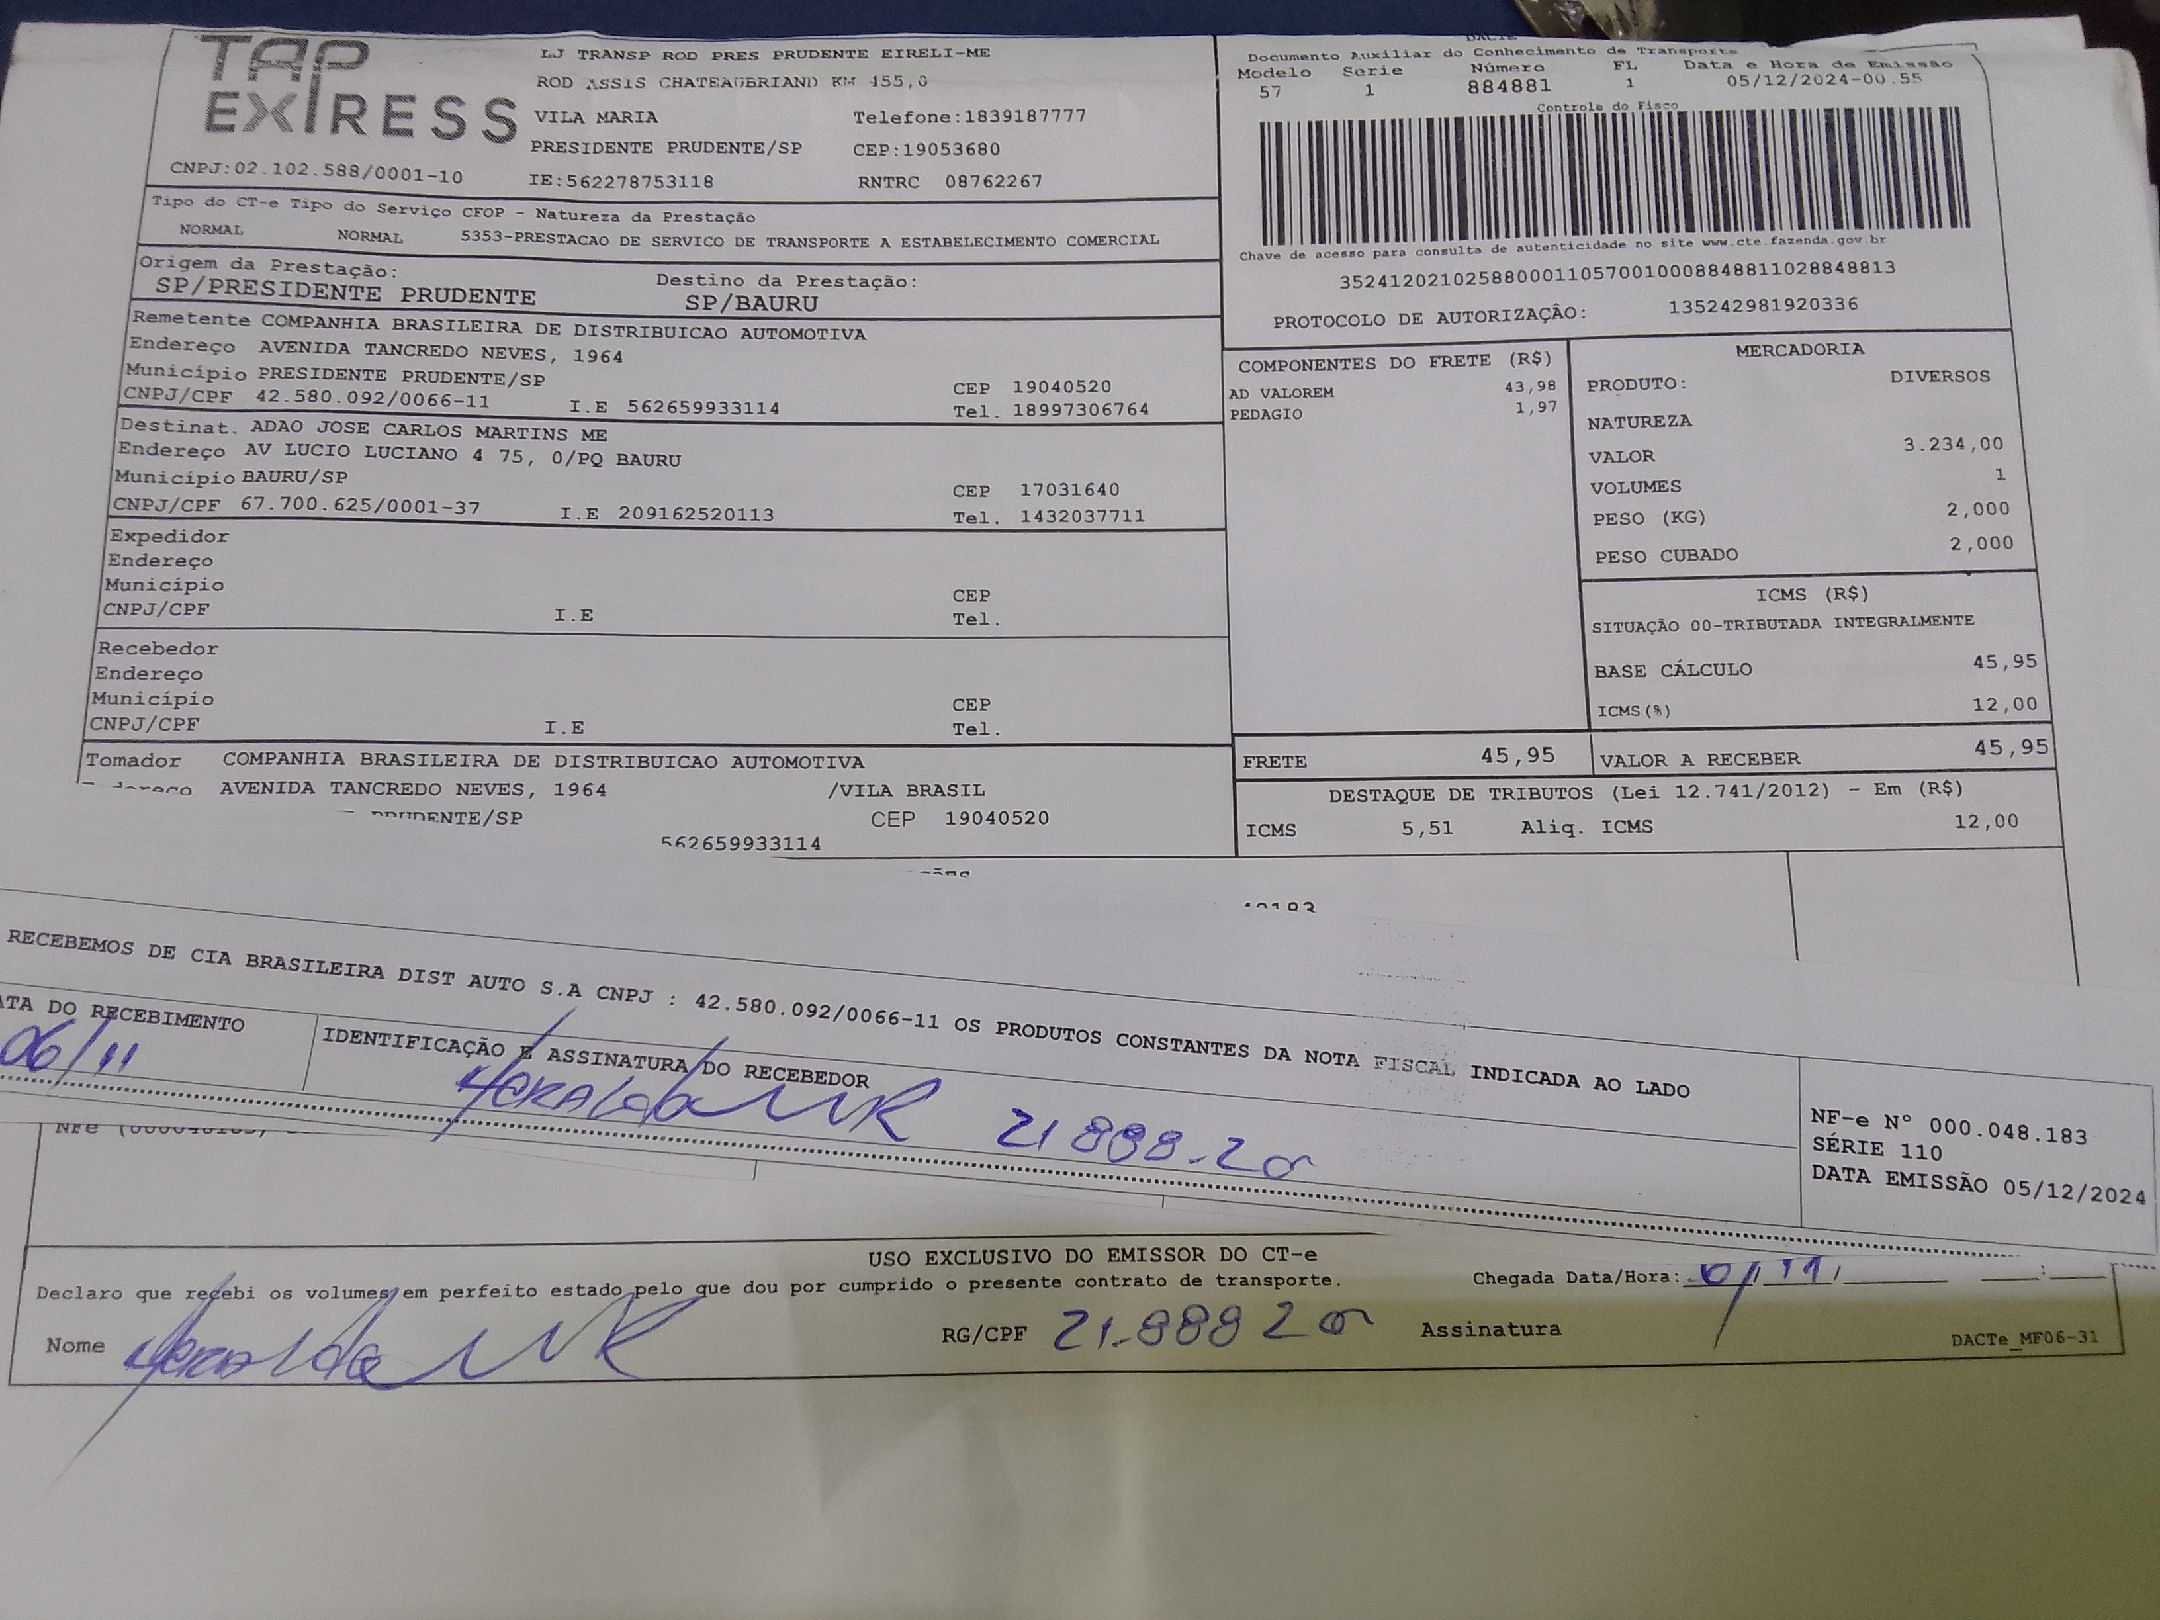 TAP
EXPRESS
CNPJ:02.102.588/0001-10
LJ TRANSP ROD PRES PRUDENTE EIRELI-ME
ROD ASSIS CHATEAUBRIAND KM 455,0
VILA MARIA Telefone:1839187777
PRESIDENTE PRUDENTE/SP CEP:19053680
IE:562278753118 RNTRC 08762267
DACTE
Documento Auxiliar do Conhecimento de Transporte
Modelo Serie Número FL Data e Hora de Emissão
57 1 884881 1 05/12/2024-00.55
Controle do Fisco
Chave de acesso para consulta de autenticidade no site www.cte.fazenda.gov.br
35241202102588000110570010008848811028848813
PROTOCOLO DE AUTORIZAÇÃO: 135242981920336
Tipo do CT-e Tipo do Serviço CFOP - Natureza da Prestação
NORMAL NORMAL 5353-PRESTACAO DE SERVICO DE TRANSPORTE A ESTABELECIMENTO COMERCIAL
Origem da Prestação: Destino da Prestação:
SP/PRESIDENTE PRUDENTE SP/BAURU
Remetente COMPANHIA BRASILEIRA DE DISTRIBUICAO AUTOMOTIVA
Endereço AVENIDA TANCREDO NEVES, 1964
Município PRESIDENTE PRUDENTE/SP CEP 19040520
CNPJ/CPF 42.580.092/0066-11 I.E 562659933114 Tel. 18997306764
Destinat. ADAO JOSE CARLOS MARTINS ME
Endereço AV LUCIO LUCIANO 4 75, 0/PQ BAURU
Município BAURU/SP CEP 17031640
CNPJ/CPF 67.700.625/0001-37 I.E 209162520113 Tel. 1432037711
Expedidor
Endereço
Município CEP
CNPJ/CPF I.E Tel.
Recebedor
Endereço
Município CEP
CNPJ/CPF I.E Tel.
Tomador COMPANHIA BRASILEIRA DE DISTRIBUICAO AUTOMOTIVA
AVENIDA TANCREDO NEVES, 1964 /VILA BRASIL
PRUDENTE/SP CEP 19040520
562659933114
COMPONENTES DO FRETE (R$)
AD VALOREM 43,98
PEDAGIO 1,97
MERCADORIA
PRODUTO: DIVERSOS
NATUREZA
VALOR 3.234,00
VOLUMES 1
PESO (KG) 2,000
PESO CUBADO 2,000
ICMS (R$)
SITUAÇÃO 00-TRIBUTADA INTEGRALMENTE
BASE CÁLCULO 45,95
ICMS(%) 12,00
FRETE 45,95 VALOR A RECEBER 45,95
DESTAQUE DE TRIBUTOS (Lei 12.741/2012) - Em (R$)
ICMS 5,51 Aliq. ICMS 12,00
RECEBEMOS DE CIA BRASILEIRA DIST AUTO S.A CNPJ : 42.580.092/0066-11 OS PRODUTOS CONSTANTES DA NOTA FISCAL INDICADA AO LADO
ATA DO RECEBIMENTO IDENTIFICAÇÃO E ASSINATURA DO RECEBEDOR
06/11
NF-e Nº 000.048.183
SÉRIE 110
DATA EMISSÃO 05/12/2024
USO EXCLUSIVO DO EMISSOR DO CT-e
Declaro que recebi os volumes em perfeito estado pelo que dou por cumprido o presente contrato de transporte. Chegada Data/Hora:
Nome RG/CPF Assinatura
DACTe_MF06-31